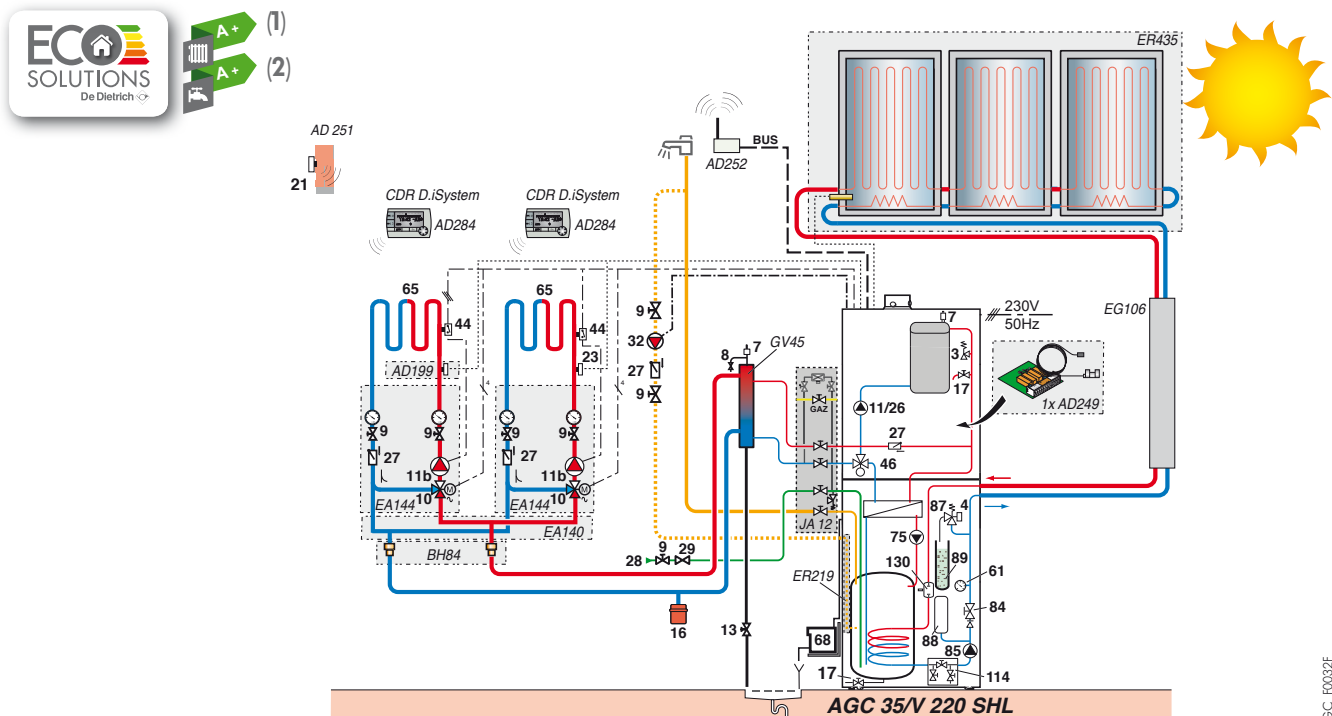 ECO
SOLUTIONS
De Dietrich
A+
(1)
A+
(2)
ER435
AD 251
21
AD252
BUS
CDR D.iSystem
AD284
CDR D.iSystem
AD284
65
65
44
44
23
AD199
9
9
9
9
27
27
11b
11b
10
10
EA144
EA144
EA140
BH84
9
32
27
9
8
7
GV45
GAZ
JA 12
7
3
17
11/26
27
46
230V
50Hz
1x AD249
EG106
28
9
29
16
13
ER219
68
17
75
130
87
4
89
61
84
88
85
114
AGC 35/V 220 SHL
4
4
M
M
AGC_F0032F